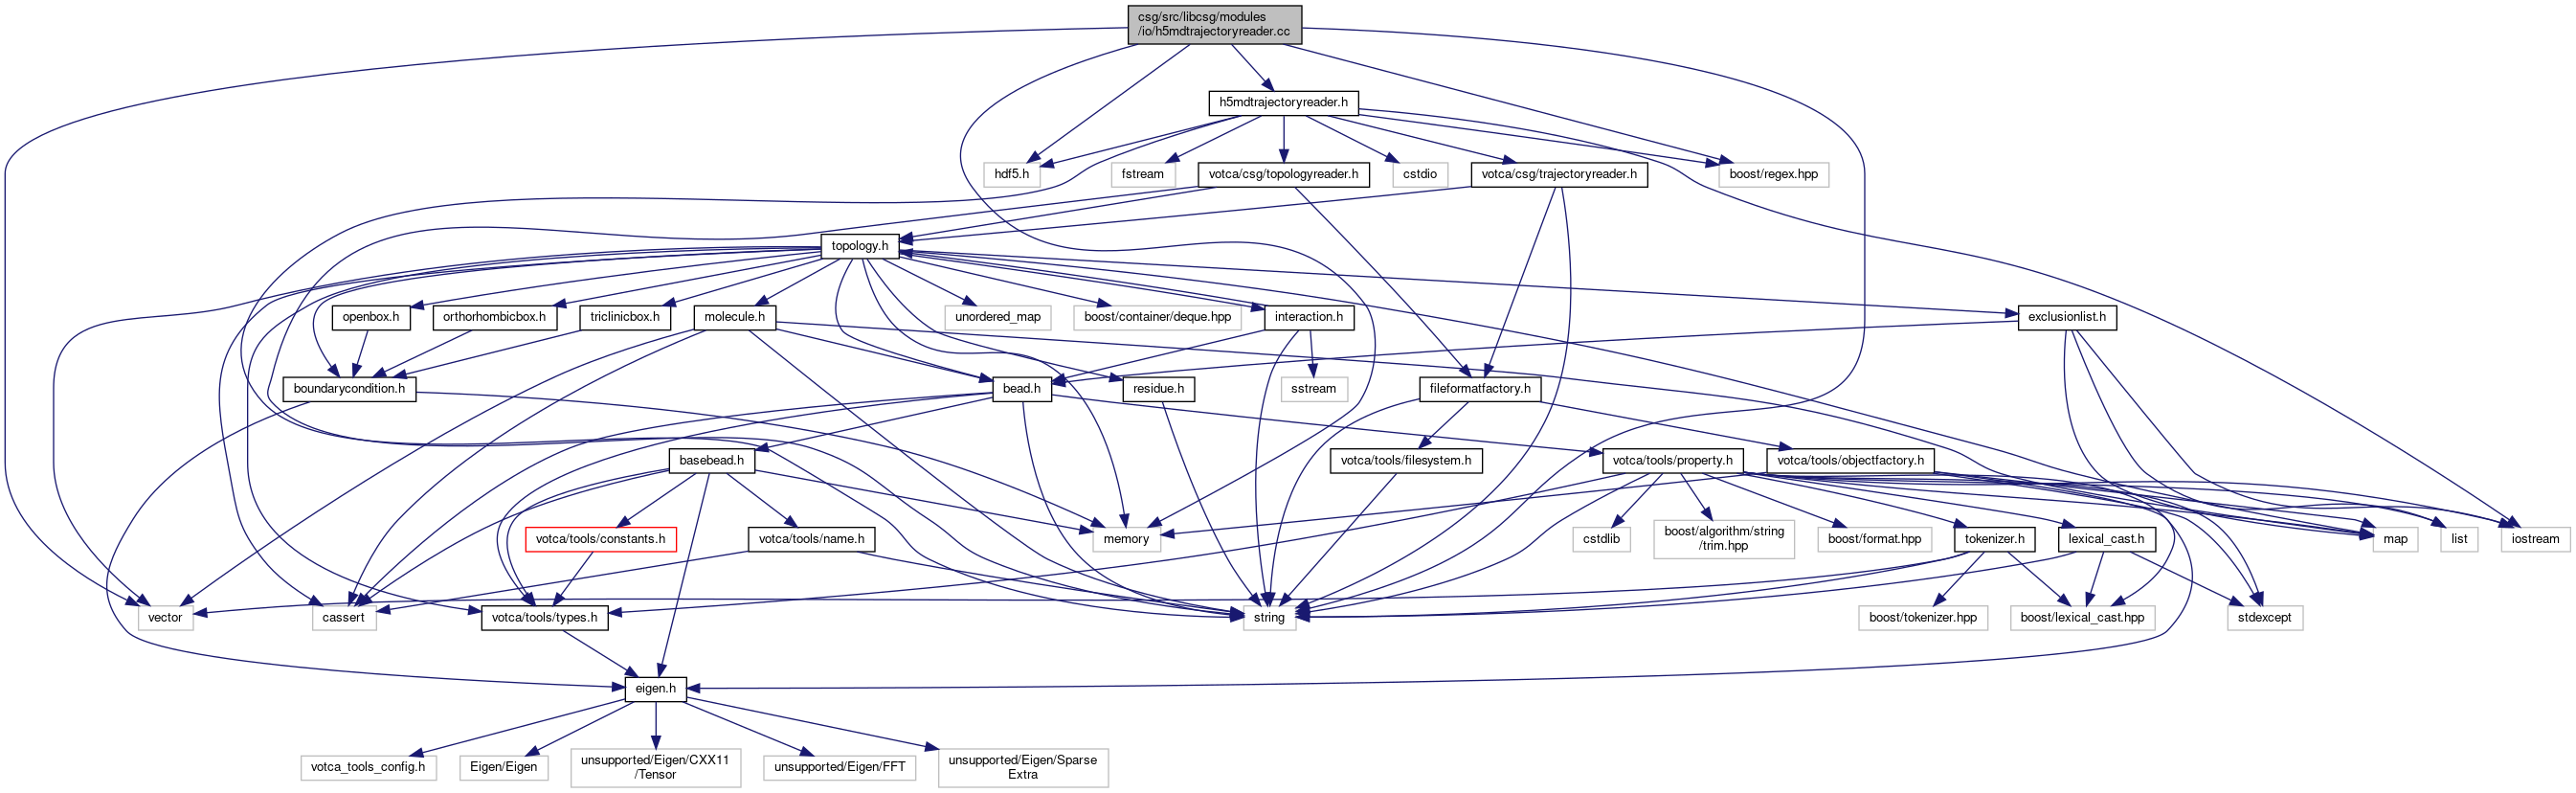 csg/src/libcsg/modules
/io/h5mdtrajectoryreader.cc
h5mdtrajectoryreader.h
hdf5.h
fstream
votca/csg/topologyreader.h
cstdio
votca/csg/trajectoryreader.h
boost/regex.hpp
topology.h
openbox.h
orthorhombicbox.h
triclinicbox.h
molecule.h
unordered_map
boost/container/deque.hpp
interaction.h
exclusionlist.h
boundarycondition.h
bead.h
residue.h
sstream
fileformatfactory.h
basebead.h
votca/tools/filesystem.h
votca/tools/property.h
votca/tools/objectfactory.h
votca/tools/constants.h
votca/tools/name.h
memory
cstdlib
boost/algorithm/string
/trim.hpp
boost/format.hpp
tokenizer.h
lexical_cast.h
map
list
iostream
vector
cassert
votca/tools/types.h
string
boost/tokenizer.hpp
boost/lexical_cast.hpp
stdexcept
eigen.h
votca_tools_config.h
Eigen/Eigen
unsupported/Eigen/CXX11
/Tensor
unsupported/Eigen/FFT
unsupported/Eigen/Sparse
Extra